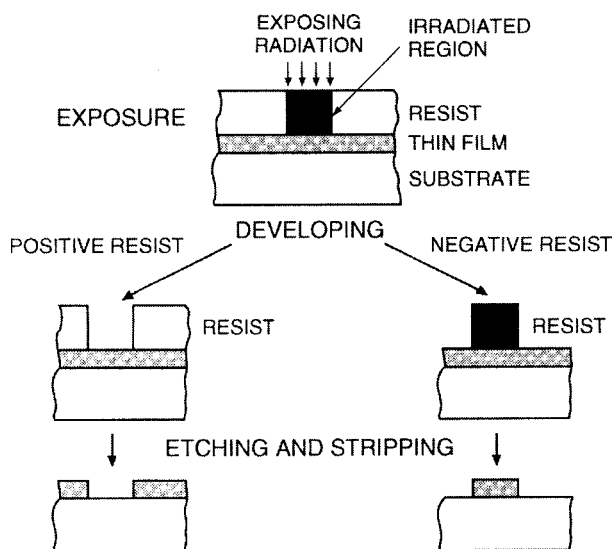 EXPOSING
RADIATION
IRRADIATED
REGION
EXPOSURE
RESIST
THIN FILM
SUBSTRATE
DEVELOPING
POSITIVE RESIST
NEGATIVE RESIST
RESIST
RESIST
ETCHING AND STRIPPING